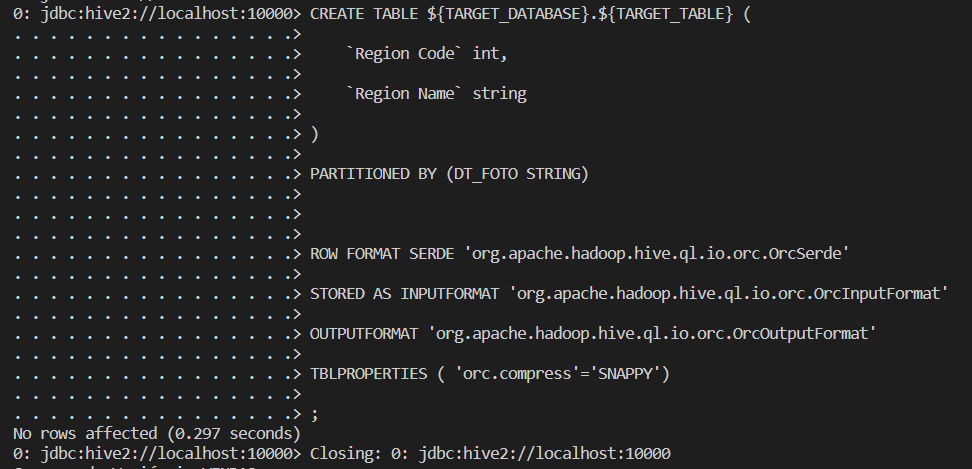 0: jdbc:hive2://localhost:10000> CREATE TABLE ${TARGET_DATABASE}.${TARGET_TABLE} (
. . . . . . . . . . . . . . . .>
. . . . . . . . . . . . . . . .> `Region Code` int,
. . . . . . . . . . . . . . . .>
. . . . . . . . . . . . . . . .> `Region Name` string
. . . . . . . . . . . . . . . .>
. . . . . . . . . . . . . . . .> )
. . . . . . . . . . . . . . . .>
. . . . . . . . . . . . . . . .> PARTITIONED BY (DT_FOTO STRING)
. . . . . . . . . . . . . . . .>
. . . . . . . . . . . . . . . .>
. . . . . . . . . . . . . . . .>
. . . . . . . . . . . . . . . .> ROW FORMAT SERDE 'org.apache.hadoop.hive.ql.io.orc.OrcSerde'
. . . . . . . . . . . . . . . .>
. . . . . . . . . . . . . . . .> STORED AS INPUTFORMAT 'org.apache.hadoop.hive.ql.io.orc.OrcInputFormat'
. . . . . . . . . . . . . . . .>
. . . . . . . . . . . . . . . .> OUTPUTFORMAT 'org.apache.hadoop.hive.ql.io.orc.OrcOutputFormat'
. . . . . . . . . . . . . . . .>
. . . . . . . . . . . . . . . .> TBLPROPERTIES ( 'orc.compress'='SNAPPY')
. . . . . . . . . . . . . . . .>
. . . . . . . . . . . . . . . .> ;
No rows affected (0.297 seconds)
0: jdbc:hive2://localhost:10000> Closing: 0: jdbc:hive2://localhost:10000